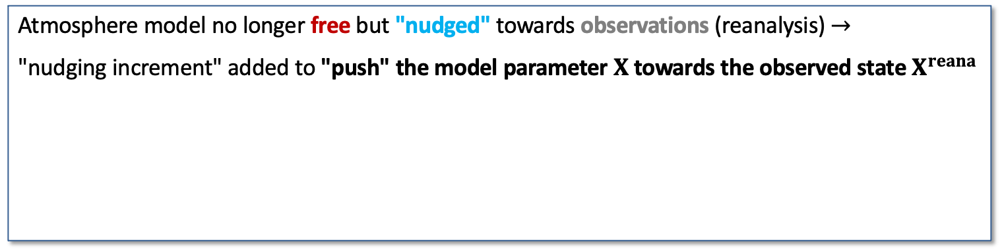 Atmosphere model no longer free but "nudged" towards observations (reanalysis) →
"nudging increment" added to "push" the model parameter X towards the observed state X^reana